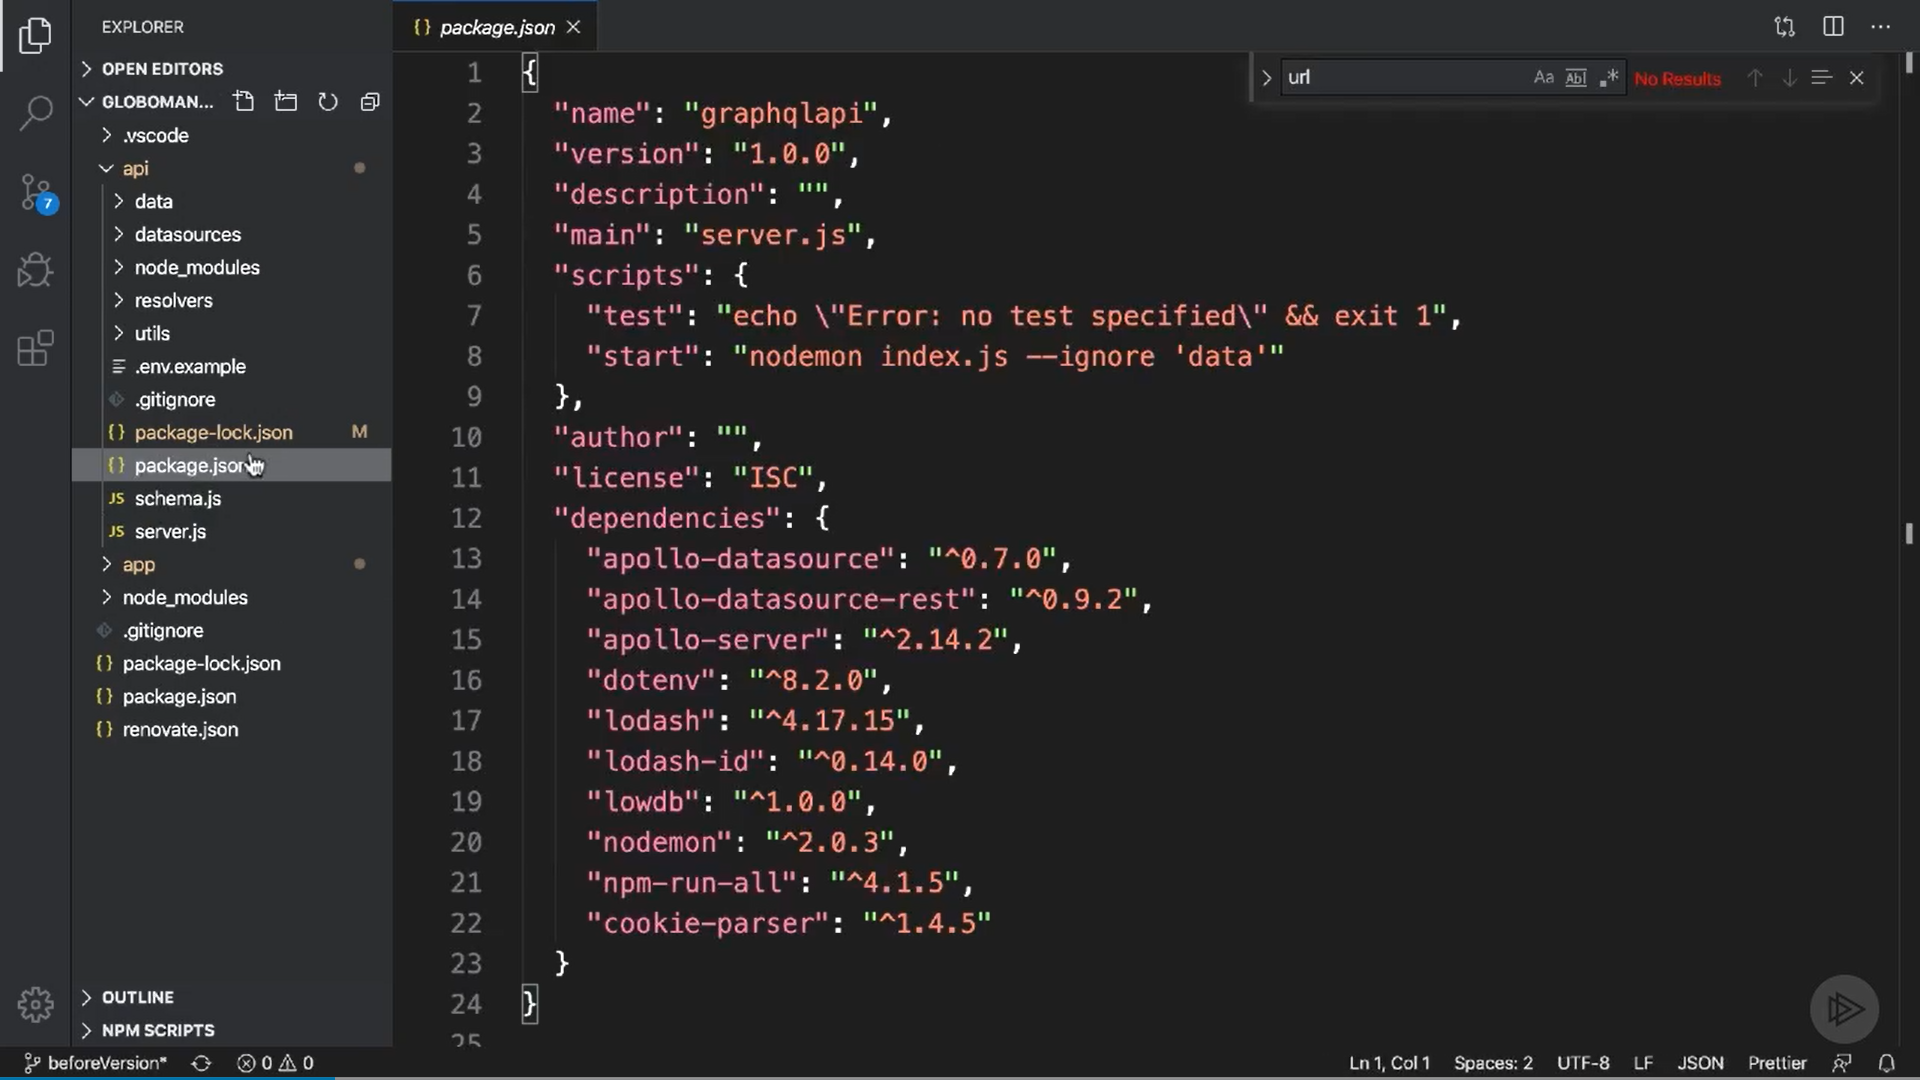 EXPLORER
OPEN EDITORS
GLOBOMAN...
.vscode
api
data
datasources
node_modules
resolvers
utils
.env.example
.gitignore
package-lock.json M
package.json
schema.js
server.js
app
node_modules
.gitignore
package-lock.json
package.json
renovate.json
OUTLINE
NPM SCRIPTS
7
{} package.json
url Aa Abl .* No Results
1 {
2 "name": "graphqlapi",
3 "version": "1.0.0",
4 "description": "",
5 "main": "server.js",
6 "scripts": {
7 "test": "echo \"Error: no test specified\" && exit 1",
8 "start": "nodemon index.js --ignore 'data'"
9 },
10 "author": "",
11 "license": "ISC",
12 "dependencies": {
13 "apollo-datasource": "^0.7.0",
14 "apollo-datasource-rest": "^0.9.2",
15 "apollo-server": "^2.14.2",
16 "dotenv": "^8.2.0",
17 "lodash": "^4.17.15",
18 "lodash-id": "^0.14.0",
19 "lowdb": "^1.0.0",
20 "nodemon": "^2.0.3",
21 "npm-run-all": "^4.1.5",
22 "cookie-parser": "^1.4.5"
23 }
24 }
25
beforeVersion* 0 0 Ln 1, Col 1 Spaces: 2 UTF-8 LF JSON Prettier